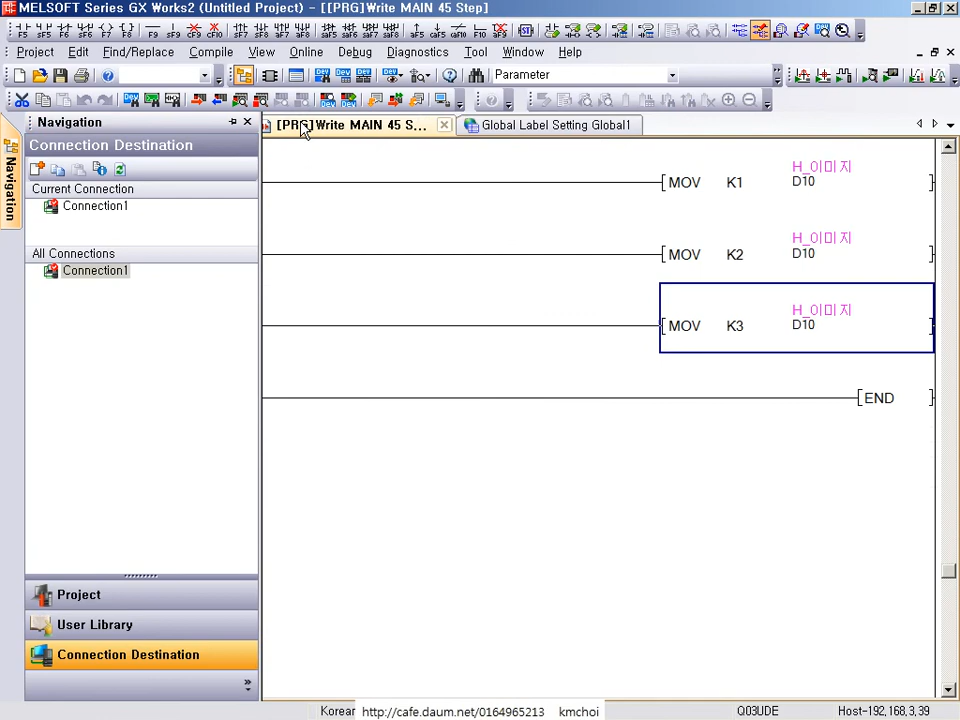 MELSOFT Series GX Works2 (Untitled Project) - [[PRG]Write MAIN 45 Step]
Project Edit Find/Replace Compile View Online Debug Diagnostics Tool Window Help
Parameter
Navigation
[PRG]Write MAIN 45 S...
Global Label Setting Global1
Navigation
Connection Destination
Current Connection
Connection1
All Connections
Connection1
H_이미지
MOV K1 D10
H_이미지
MOV K2 D10
H_이미지
MOV K3 D10
END
Project
User Library
Connection Destination
Korean
http://cafe.daum.net/0164965213 kmchoi
Q03UDE
Host-192,168,3,39